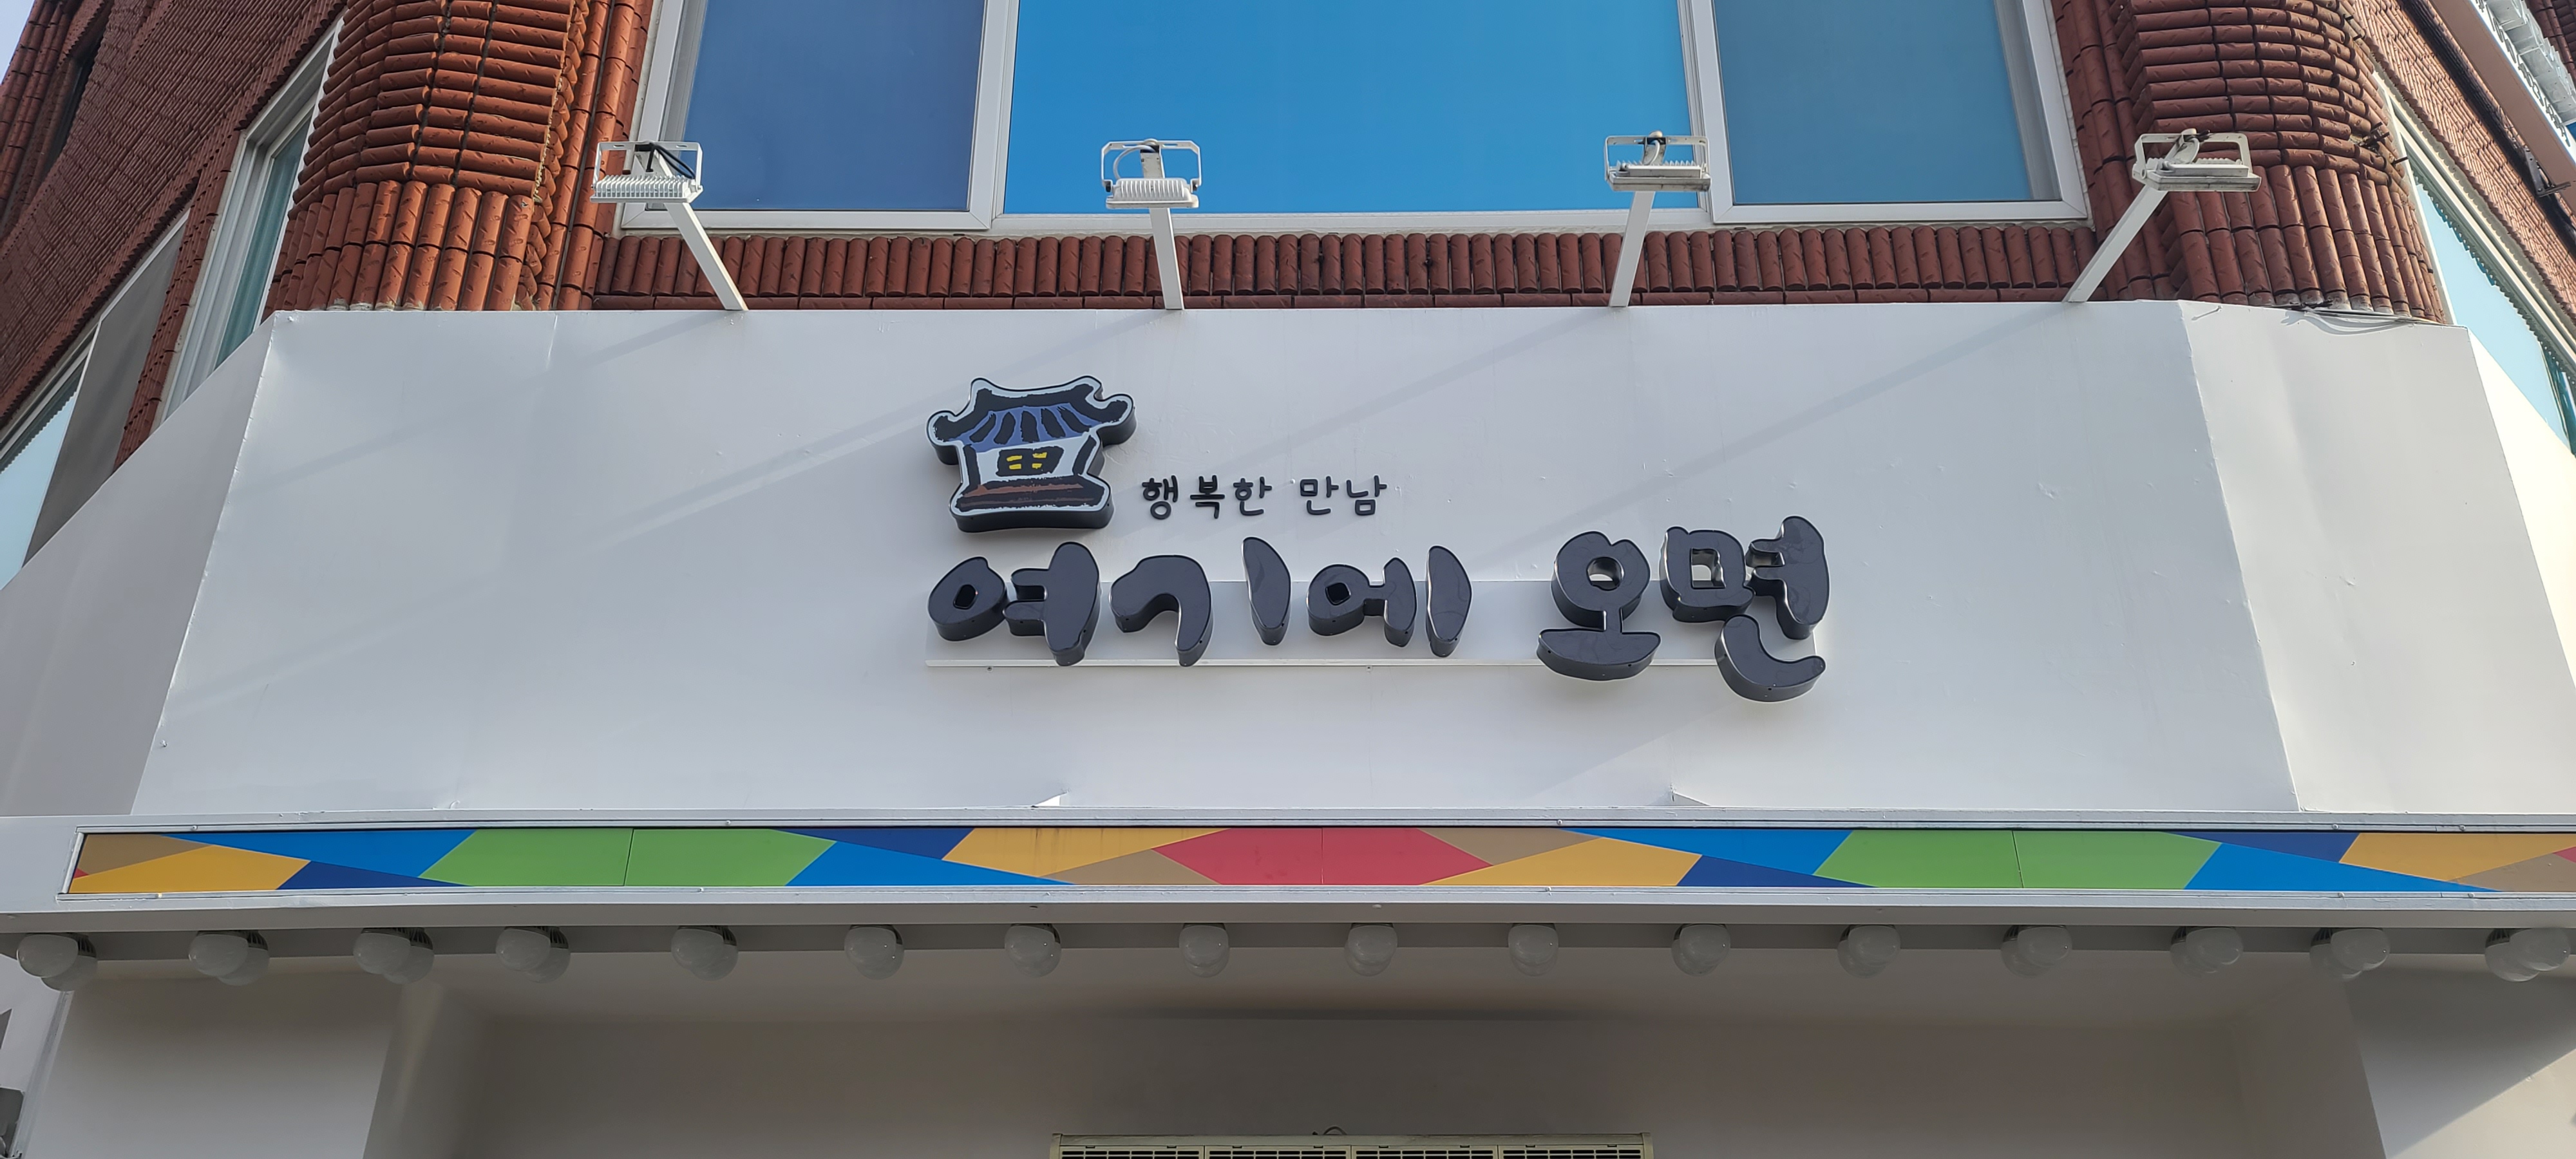 행복한 만남
여기에 오면